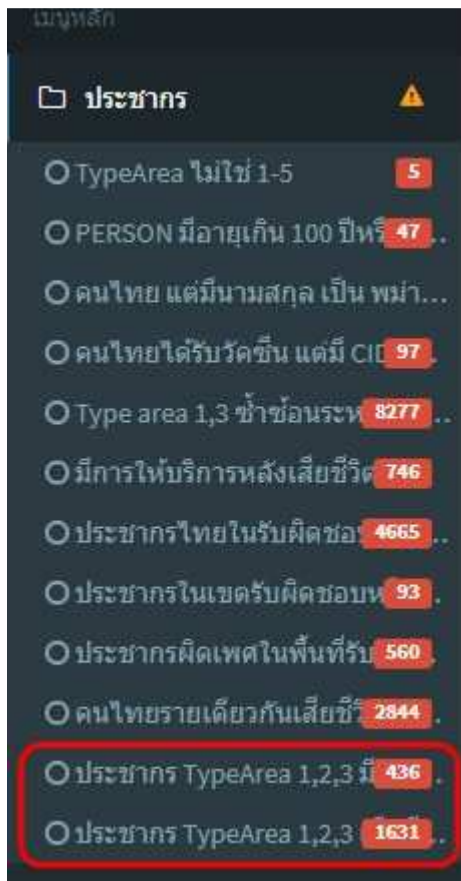 เมนูหลัก
ประชากร
TypeArea ไม่ใช่ 1-5 5
PERSON มีอายุเกิน 100 ปีหรื 47 ..
คนไทย แต่มีนามสกุล เป็น พม่า...
คนไทยได้รับวัคซีน แต่มี CID 97 .
Type area 1,3 ซ้ำซ้อนระห 8277 ..
มีการให้บริการหลังเสียชีวิต 746
ประชากรไทยในรับผิดชอบ 4665 ..
ประชากรในเขตรับผิดชอบห 93 .
ประชากรผิดเพศในพื้นที่รับ 560 .
คนไทยรายเดียวกันเสียชีวิ 2844 .
ประชากร TypeArea 1,2,3 มี 436 .
ประชากร TypeArea 1,2,3 1631 ..